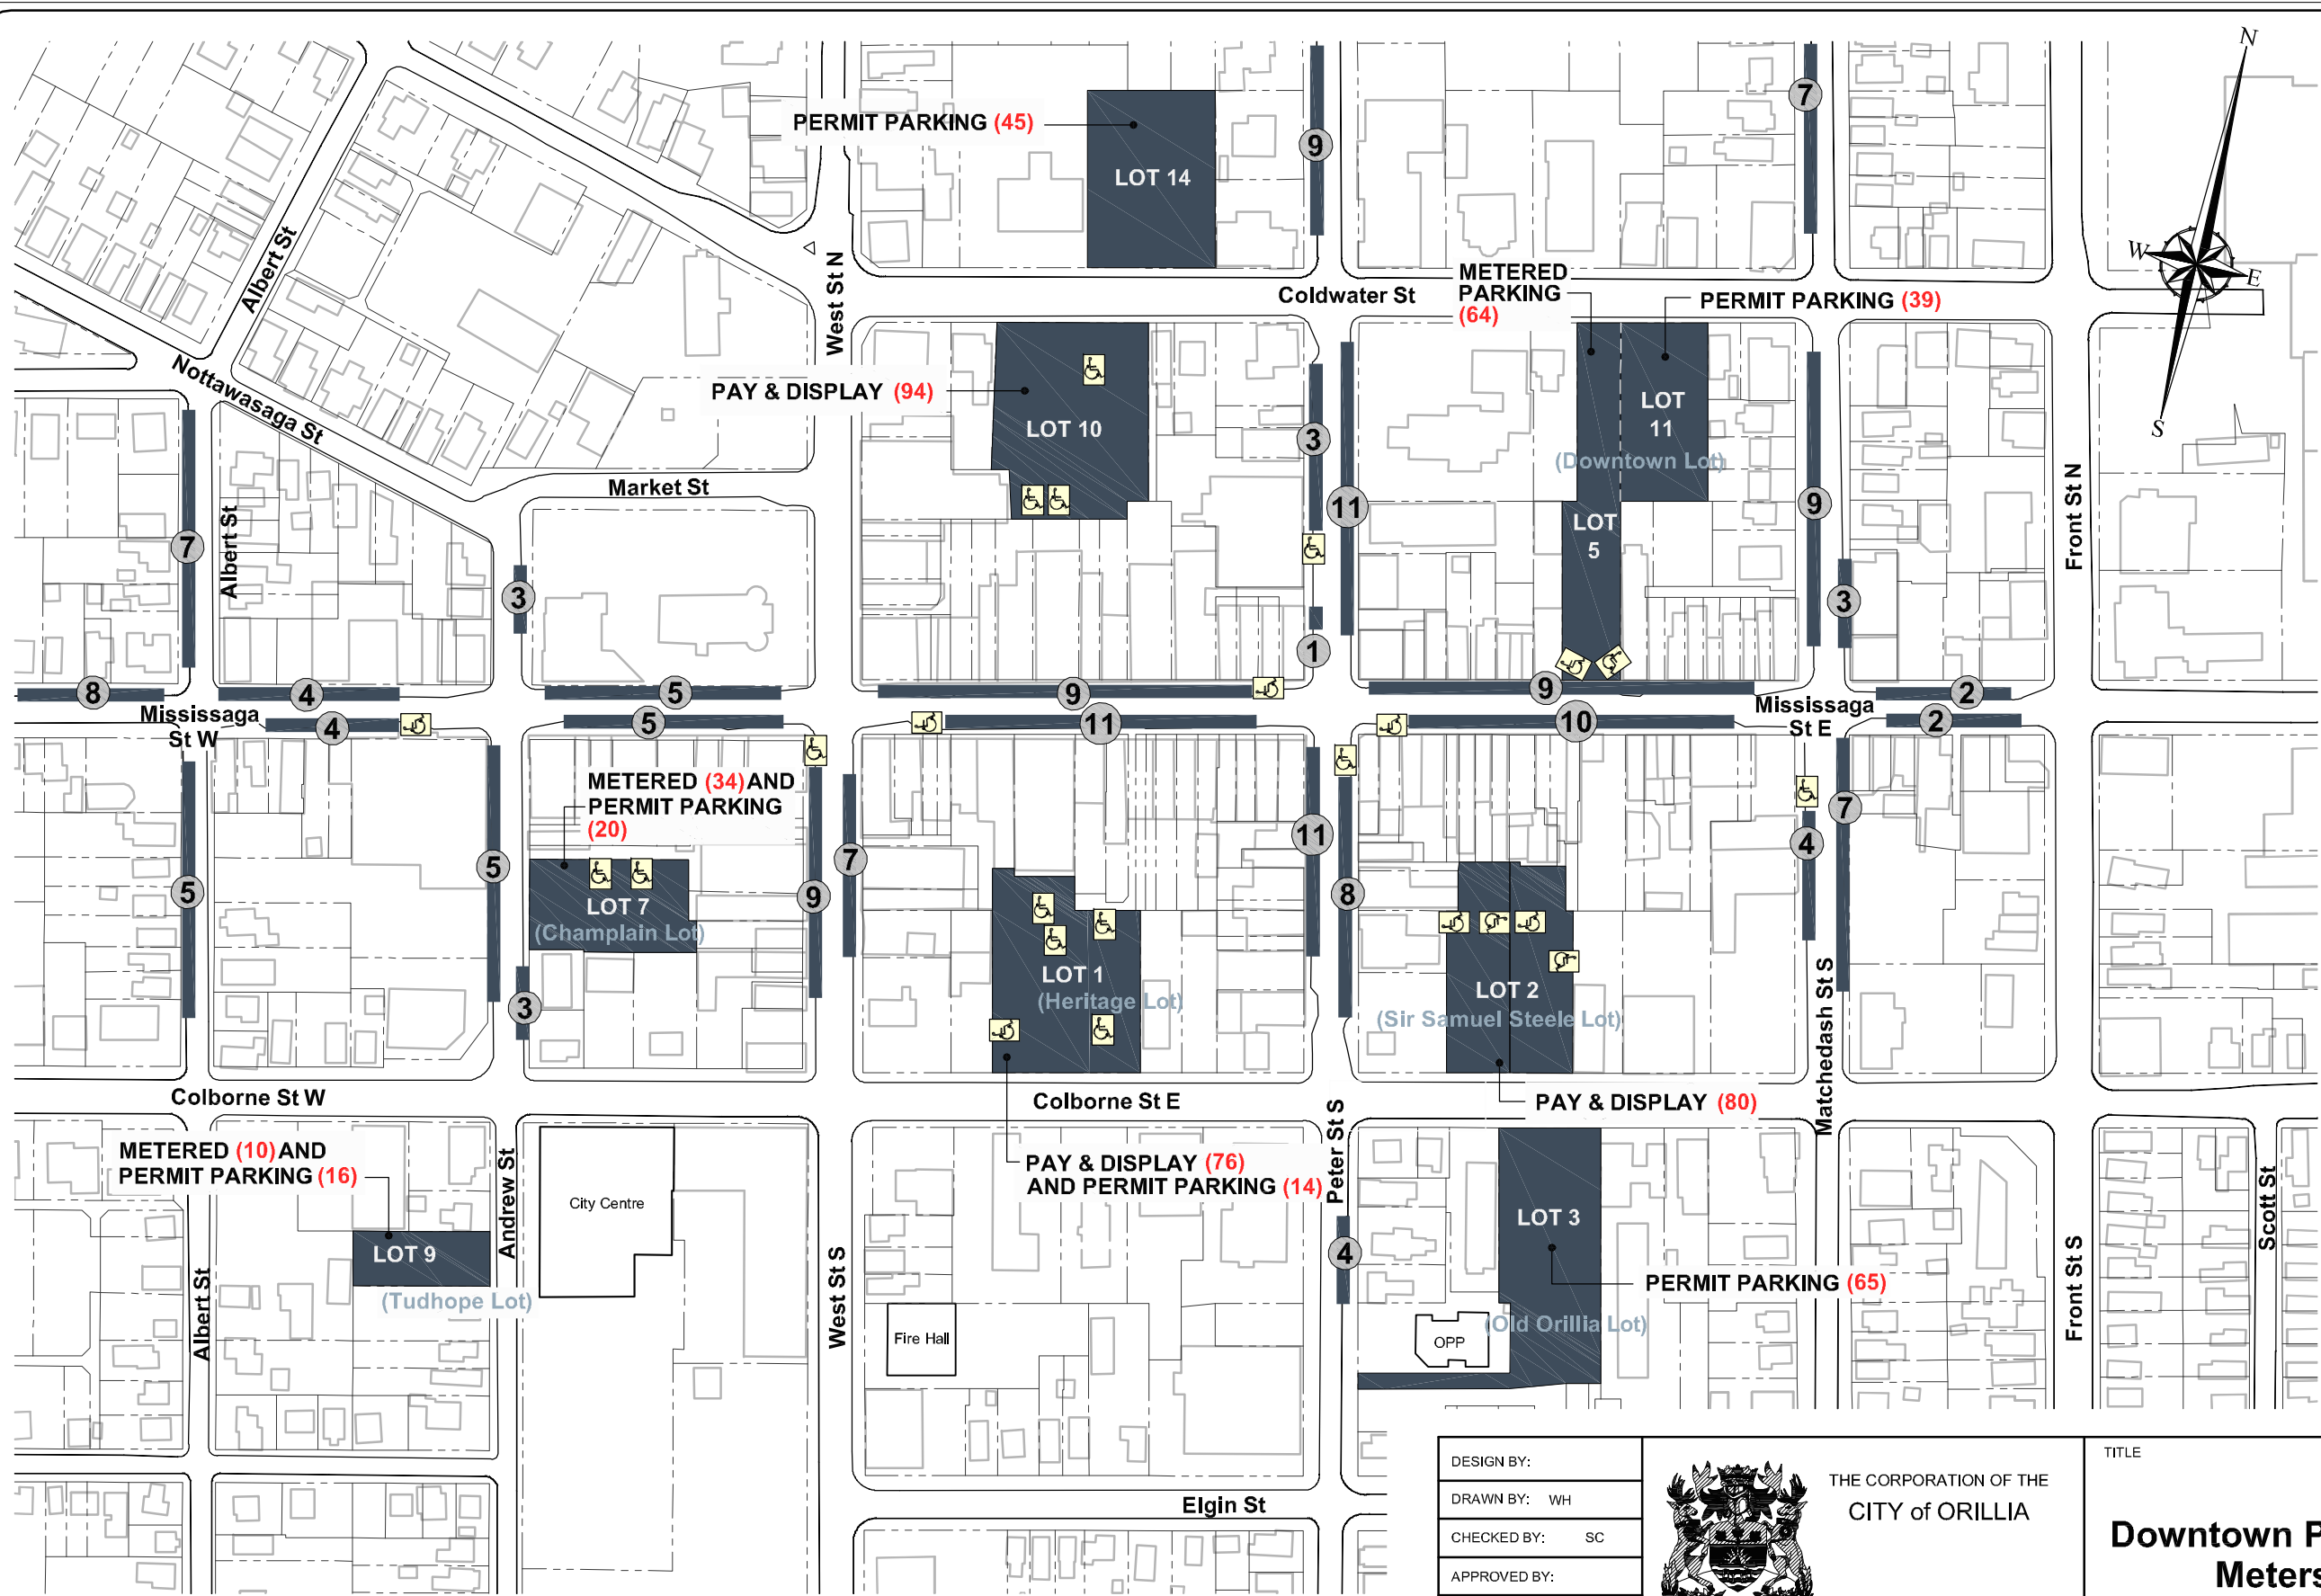 N
W
E
S
PERMIT PARKING (45)
LOT 14
9
7
Albert St
West St N
Coldwater St
METERED
PARKING
(64)
PERMIT PARKING (39)
Nottawasaga St
PAY & DISPLAY (94)
LOT 10
LOT
11
(Downtown Lot)
3
11
9
Market St
LOT
5
Front St N
7
Albert St
3
3
1
8
4
5
9
9
2
Mississaga
St W
4
5
11
10
Mississaga
St E
2
METERED (34) AND
PERMIT PARKING
(20)
5
5
LOT 7
(Champlain Lot)
9
7
11
8
4
7
3
LOT 1
(Heritage Lot)
LOT 2
(Sir Samuel Steele Lot)
Matchedash St S
Colborne St W
Colborne St E
PAY & DISPLAY (80)
METERED (10) AND
PERMIT PARKING (16)
PAY & DISPLAY (76)
AND PERMIT PARKING (14)
Peter St S
Andrew St
City Centre
LOT 9
(Tudhope Lot)
Albert St
West St S
Fire Hall
4
LOT 3
PERMIT PARKING (65)
(Old Orillia Lot)
OPP
Front St S
Scott St
Elgin St
DESIGN BY:
DRAWN BY: WH
CHECKED BY: SC
APPROVED BY:
THE CORPORATION OF THE
CITY of ORILLIA
TITLE
Downtown P
Meters